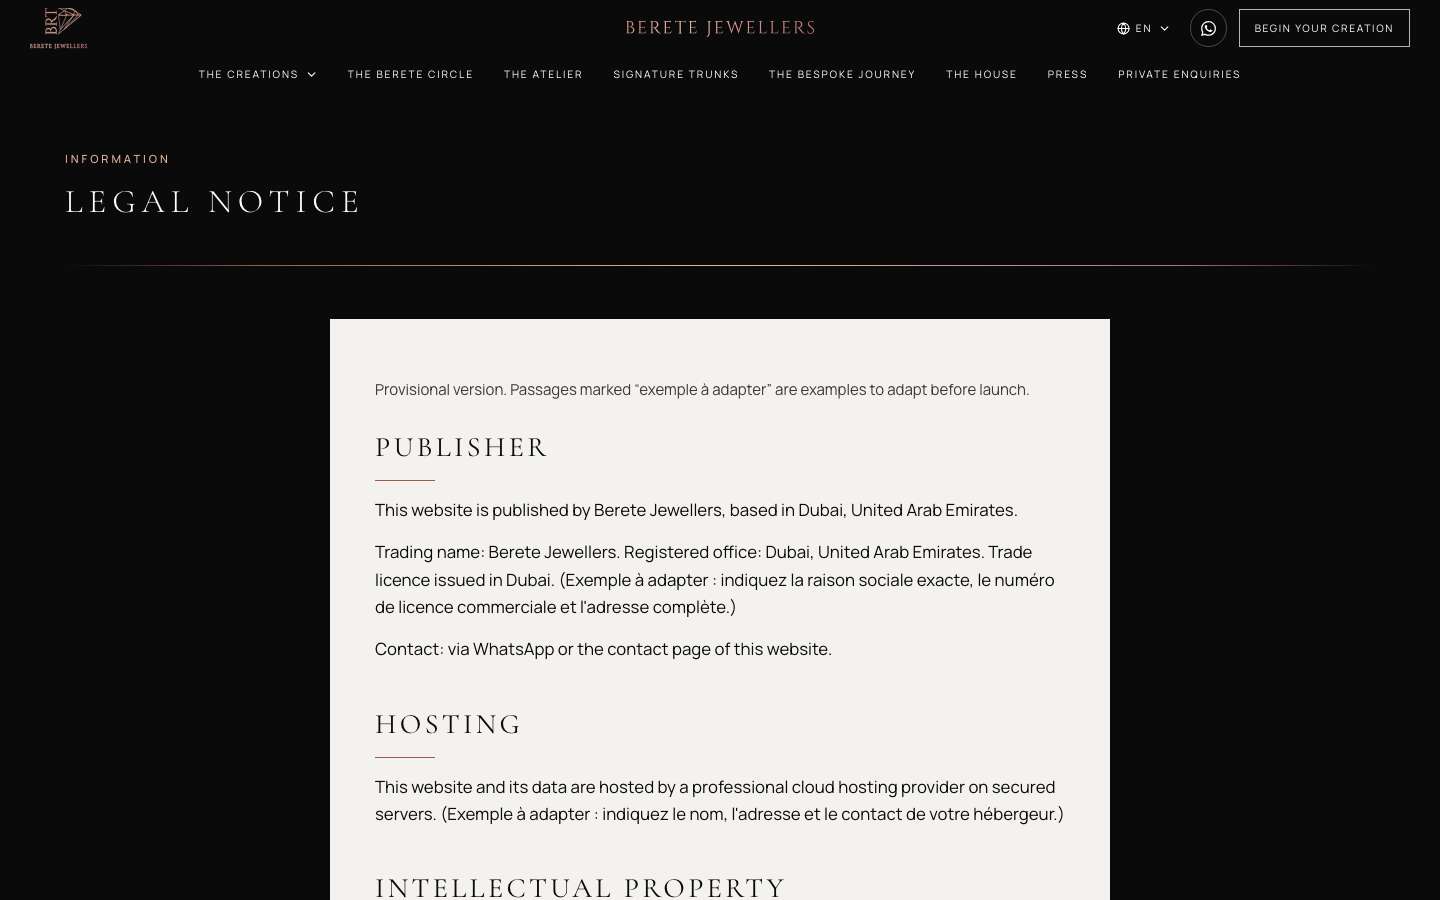 BRT
BERETE JEWELLERS
BERETE JEWELLERS
EN
BEGIN YOUR CREATION
THE CREATIONS
THE BERETE CIRCLE
THE ATELIER
SIGNATURE TRUNKS
THE BESPOKE JOURNEY
THE HOUSE
PRESS
PRIVATE ENQUIRIES
INFORMATION
LEGAL NOTICE
Provisional version. Passages marked “exemple à adapter” are examples to adapt before launch.
PUBLISHER
This website is published by Berete Jewellers, based in Dubai, United Arab Emirates.
Trading name: Berete Jewellers. Registered office: Dubai, United Arab Emirates. Trade
licence issued in Dubai. (Exemple à adapter : indiquez la raison sociale exacte, le numéro
de licence commerciale et l'adresse complète.)
Contact: via WhatsApp or the contact page of this website.
HOSTING
This website and its data are hosted by a professional cloud hosting provider on secured
servers. (Exemple à adapter : indiquez le nom, l'adresse et le contact de votre hébergeur.)
INTELLECTUAL PROPERTY